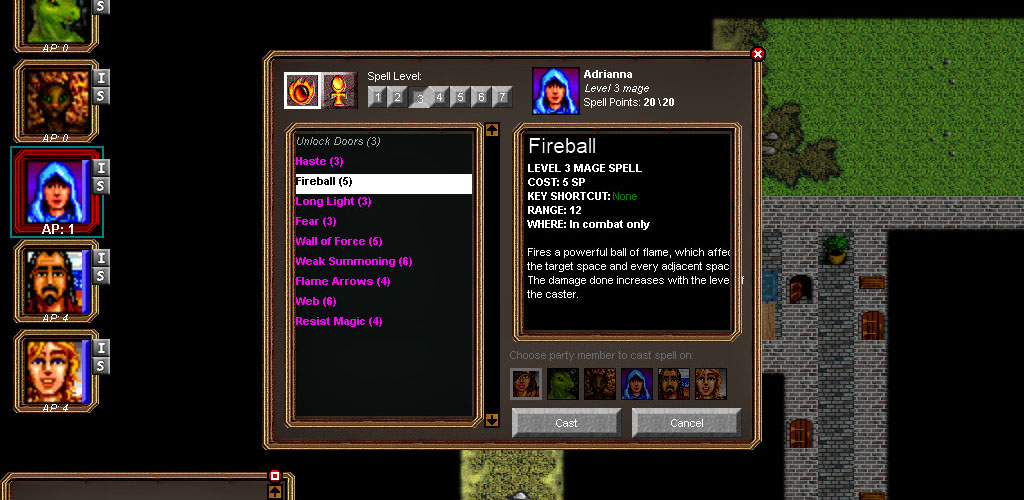 S
AP: 0
I
S
AP: 0
I
S
AP: 1
I
S
AP: 4
I
S
AP: 4
Spell Level:
1 2 3 4 5 6 7
Adrianna
Level 3 mage
Spell Points: 20 \ 20
Unlock Doors (3)
Haste (3)
Fireball (5)
Long Light (3)
Fear (3)
Wall of Force (5)
Weak Summoning (6)
Flame Arrows (4)
Web (6)
Resist Magic (4)
Fireball
LEVEL 3 MAGE SPELL
COST: 5 SP
KEY SHORTCUT: None
RANGE: 12
WHERE: In combat only
Fires a powerful ball of flame, which affec
the target space and every adjacent spac
The damage done increases with the level of
the caster.
Choose party member to cast spell on:
Cast Cancel